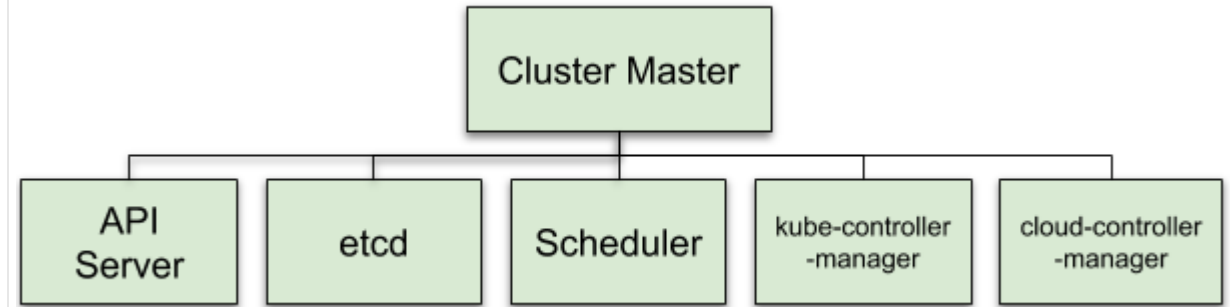 Cluster Master
API
Server
etcd
Scheduler
kube-controller
-manager
cloud-controller
-manager